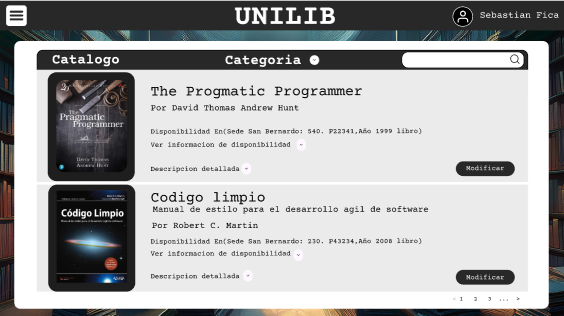 UNILIB
Sebastian Fica
Catalogo
Categoria
The Progmatic Programmer
Por David Thomas Andrew Hunt
Disponibilidad En(Sede San Bernardo: 540. P22341,Año 1999 libro)
Ver informacion de disponibilidad
Descripcion detallada
Modificar
The
Pragmatic
Programmer
David Thomas
Andrew Hunt
Codigo limpio
Manual de estilo para el desarrollo agil de software
Por Robert C. Martin
Disponibilidad En(Sede San Bernardo: 230. P43234,Año 2008 libro)
Ver informacion de disponibilidad
Descripcion detallada
Modificar
Código Limpio
< 1 2 3 ... >